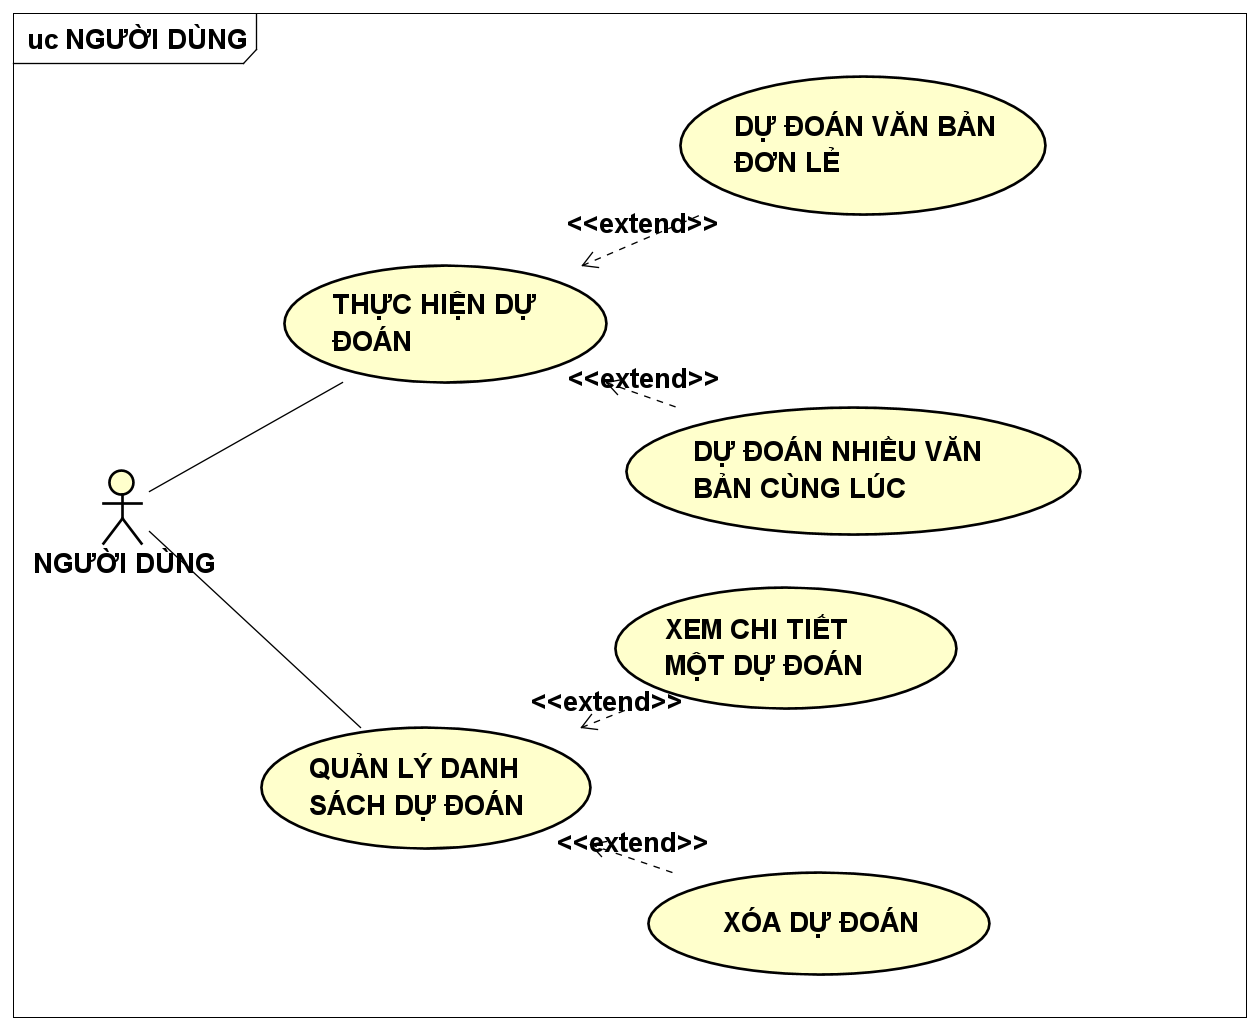 uc NGƯỜI DÙNG
DỰ ĐOÁN VĂN BẢN
ĐƠN LẺ
<<extend>>
THỰC HIỆN DỰ
ĐOÁN
<<extend>>
DỰ ĐOÁN NHIỀU VĂN
BẢN CÙNG LÚC
NGƯỜI DÙNG
XEM CHI TIẾT
MỘT DỰ ĐOÁN
<<extend>>
QUẢN LÝ DANH
SÁCH DỰ ĐOÁN
<<extend>>
XÓA DỰ ĐOÁN